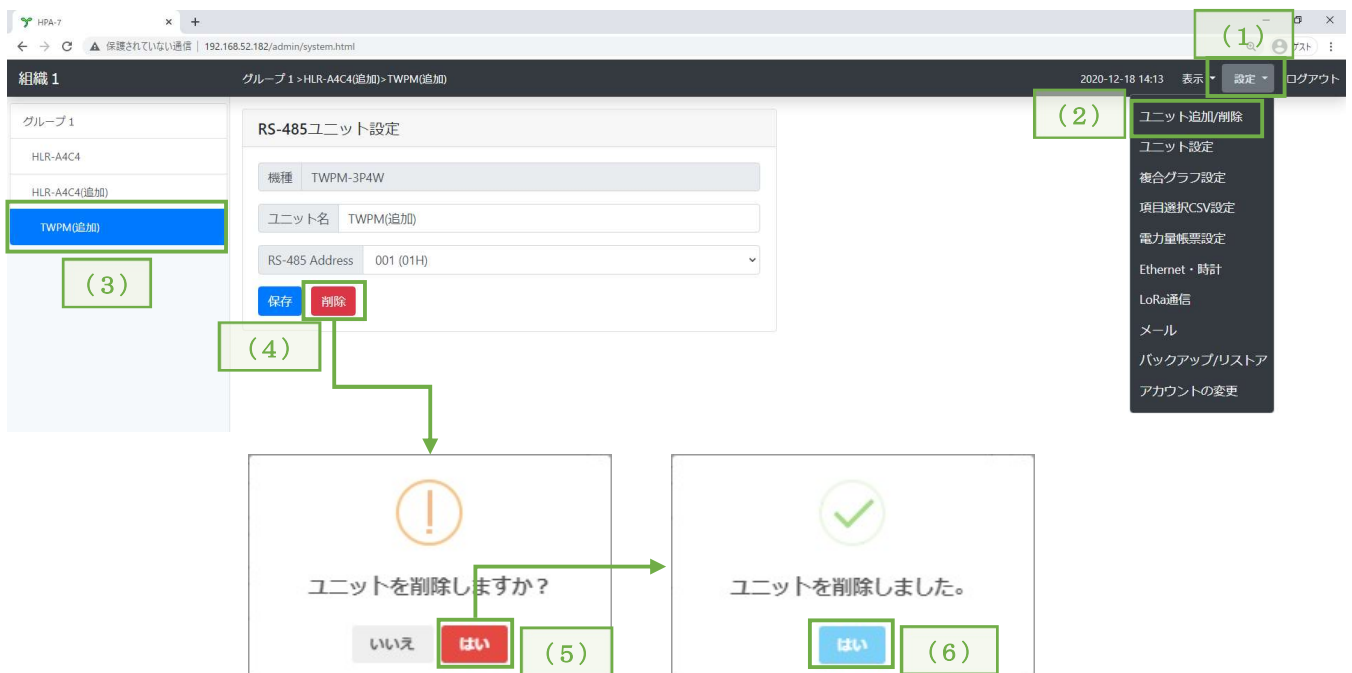 HPA-7
(1)
保護されていない通信 | 192.168.52.182/admin/system.html
ゲスト
組織 1
グループ 1>HLR-A4C4(追加)>TWPM(追加)
2020-12-18 14:13 表示 設定 ログアウト
グループ 1
HLR-A4C4
HLR-A4C4(追加)
TWPM(追加)
(3)
RS-485ユニット設定
機種 TWPM-3P4W
ユニット名 TWPM(追加)
RS-485 Address 001 (01H)
保存 削除
(4)
(2)
ユニット追加/削除
ユニット設定
複合グラフ設定
項目選択CSV設定
電力量帳票設定
Ethernet・時計
LoRa通信
メール
バックアップ/リストア
アカウントの変更
ユニットを削除しますか？
いいえ はい
(5)
ユニットを削除しました。
はい
(6)